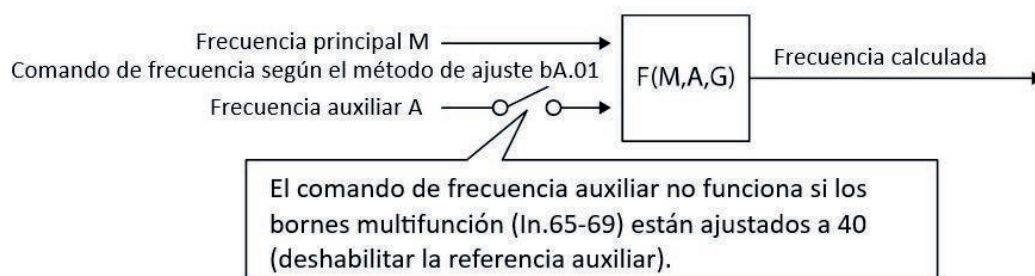 Frecuencia principal M
Comando de frecuencia según el método de ajuste bA.01
Frecuencia auxiliar A
F(M,A,G)
Frecuencia calculada
El comando de frecuencia auxiliar no funciona si los
bornes multifunción (In.65-69) están ajustados a 40
(deshabilitar la referencia auxiliar).